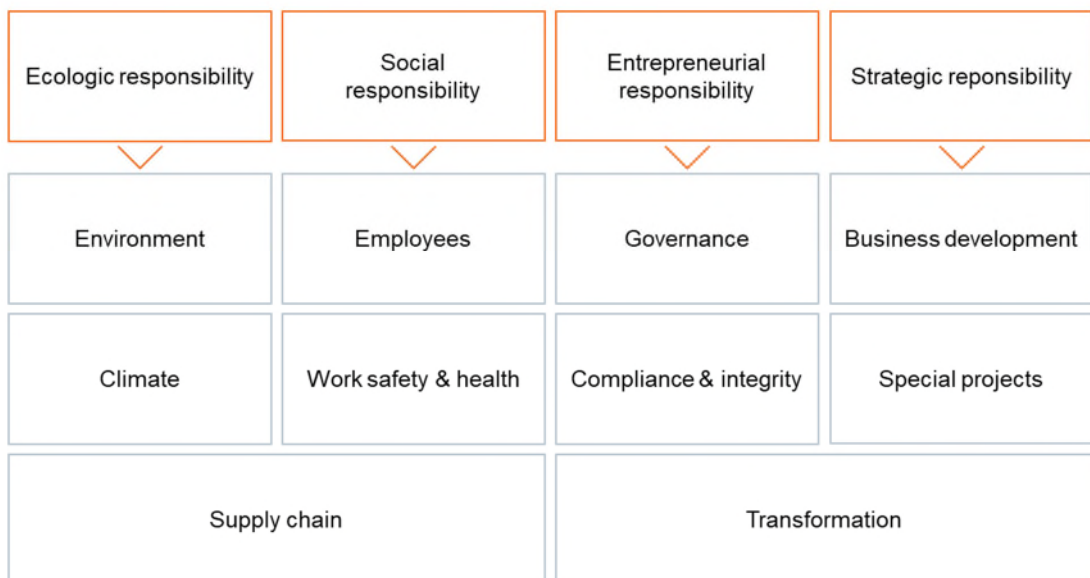 Ecologic responsibility
Social
responsibility
Entrepreneurial
responsibility
Strategic reponsibility
Environment
Employees
Governance
Business development
Climate
Work safety & health
Compliance & integrity
Special projects
Supply chain
Transformation